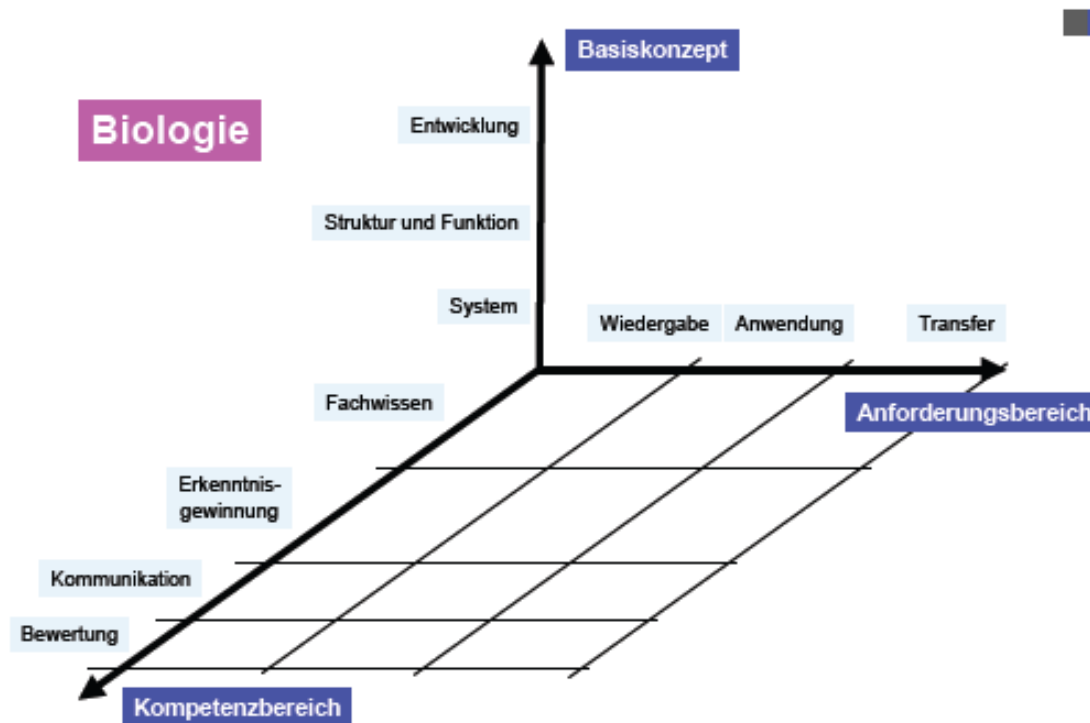 Basiskonzept
Biologie
Entwicklung
Struktur und Funktion
System
Wiedergabe
Anwendung
Transfer
Fachwissen
Anforderungsbereich
Erkenntnis-
gewinnung
Kommunikation
Bewertung
Kompetenzbereich